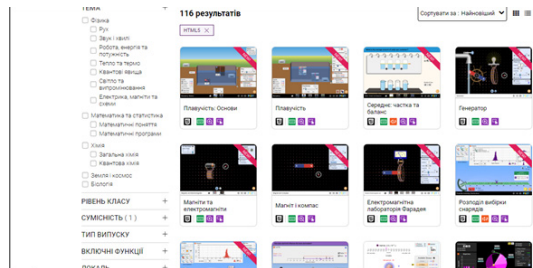 ТЕМА
Фізика
Рух
Звук і хвилі
Робота, енергія та
потужність
Тепло та термо
Квантові явища
Світло та
випромінювання
Електрика, магніти та
схеми
Математика та статистика
Математичні поняття
Математичні програми
Хімія
Загальна хімія
Квантова хімія
Земля і космос
Біологія
РІВЕНЬ КЛАСУ +
СУМІСНІСТЬ ( 1 ) +
ТИП ВИПУСКУ +
ВКЛЮЧНІ ФУНКЦІЇ +
ЛОКАЛЬ +
116 результатів
Сортувати за : Найновіший
HTML5 ×
Плавучість: Основи
Плавучість
Середнє: частка та
баланс
Генератор
Магніти та
електромагніти
Магніт і компас
Електромагнітна
лабораторія Фарадея
Розподіл вибірки
снарядів